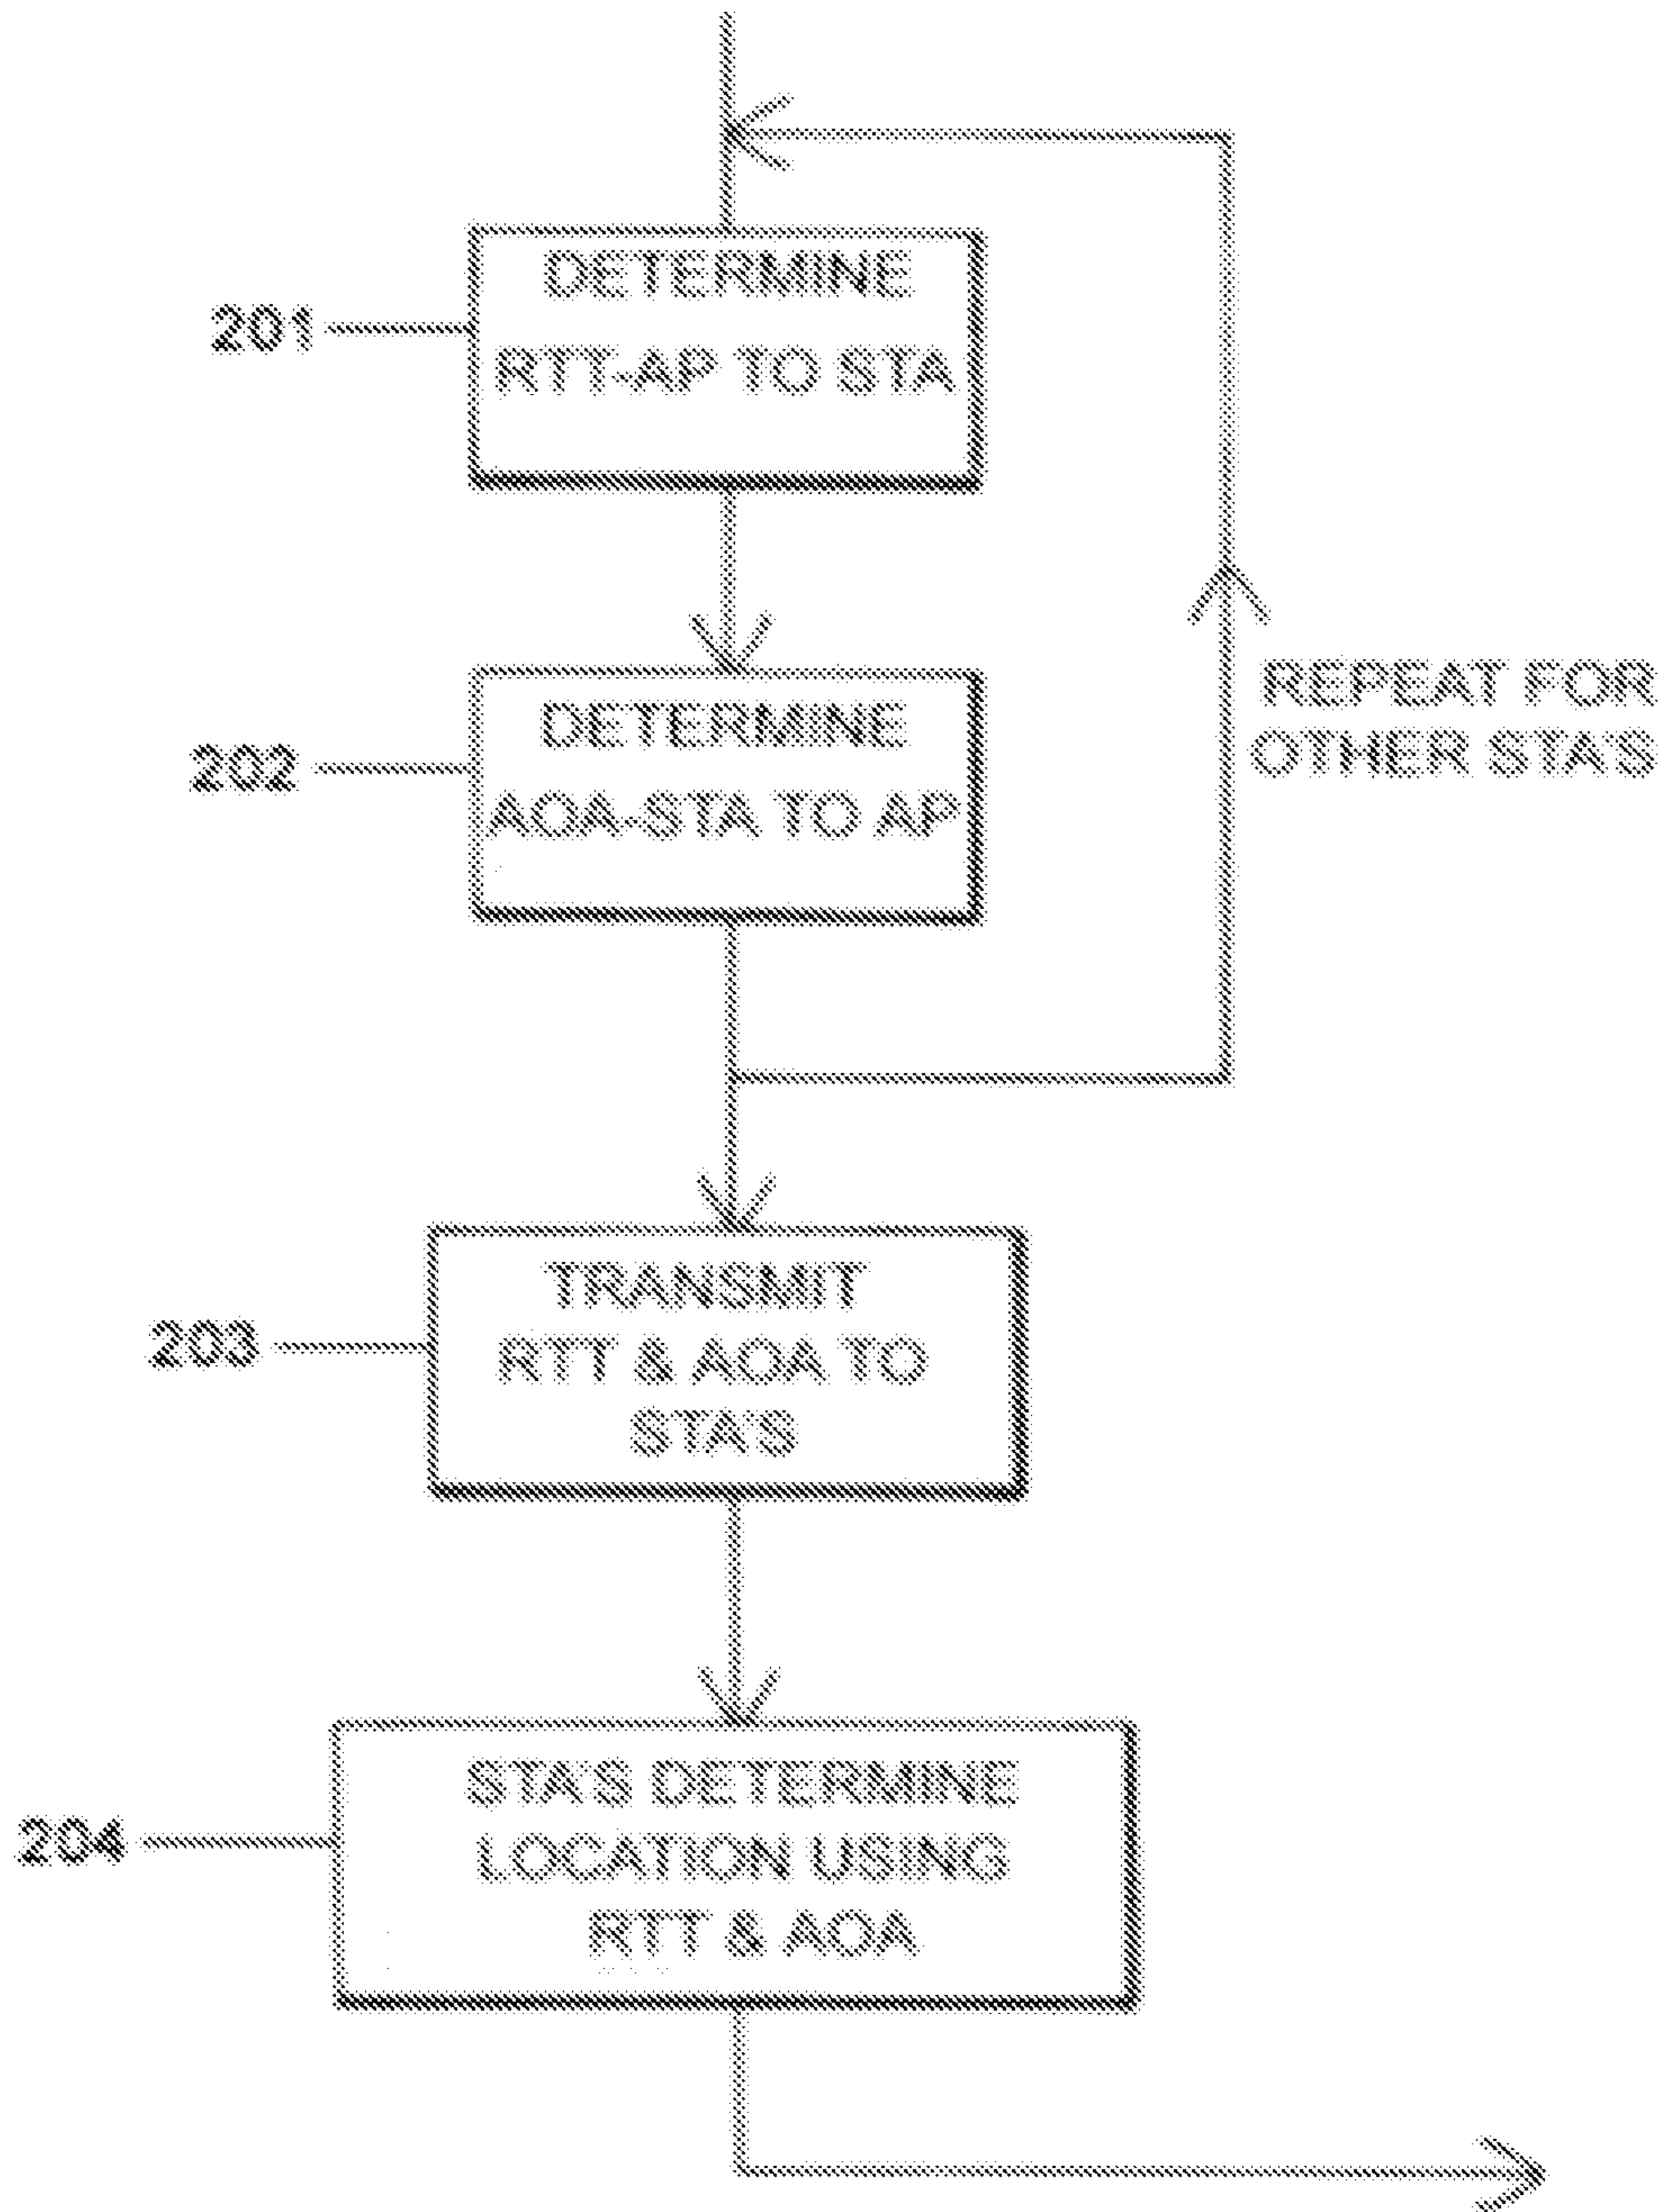 DETERMINE
RTT-AP TO STA
201
DETERMINE
AOA-STA TO AP
202
REPEAT FOR
OTHER STA'S
TRANSMIT
RTT & AOA TO
STA'S
203
STA'S DETERMINE
LOCATION USING
RTT & AOA
204